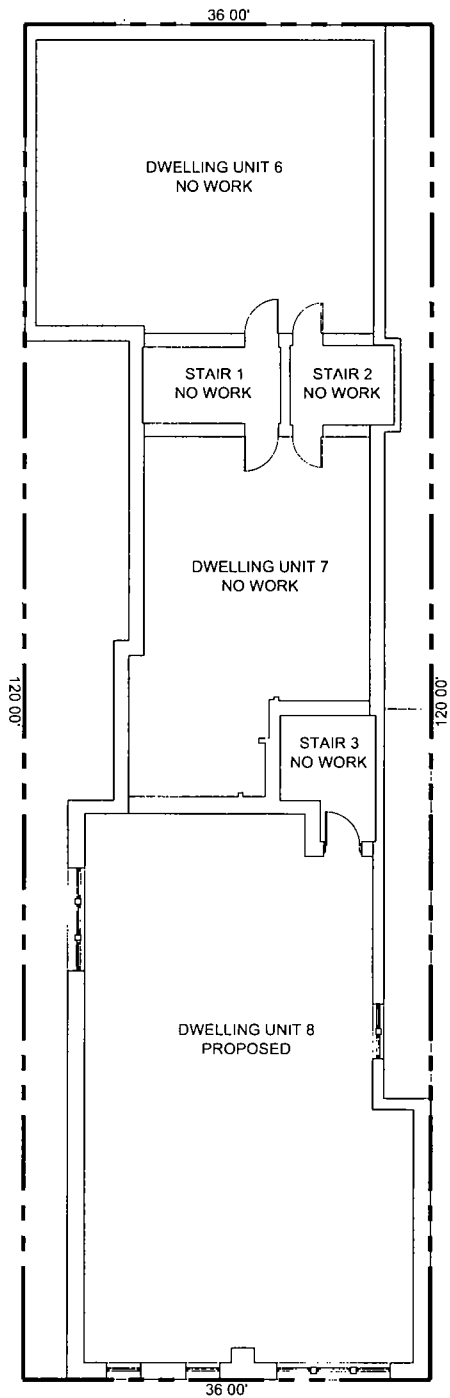 36 00'
DWELLING UNIT 6
NO WORK
STAIR 1
NO WORK
STAIR 2
NO WORK
DWELLING UNIT 7
NO WORK
120 00'
120 00'
STAIR 3
NO WORK
DWELLING UNIT 8
PROPOSED
36 00'